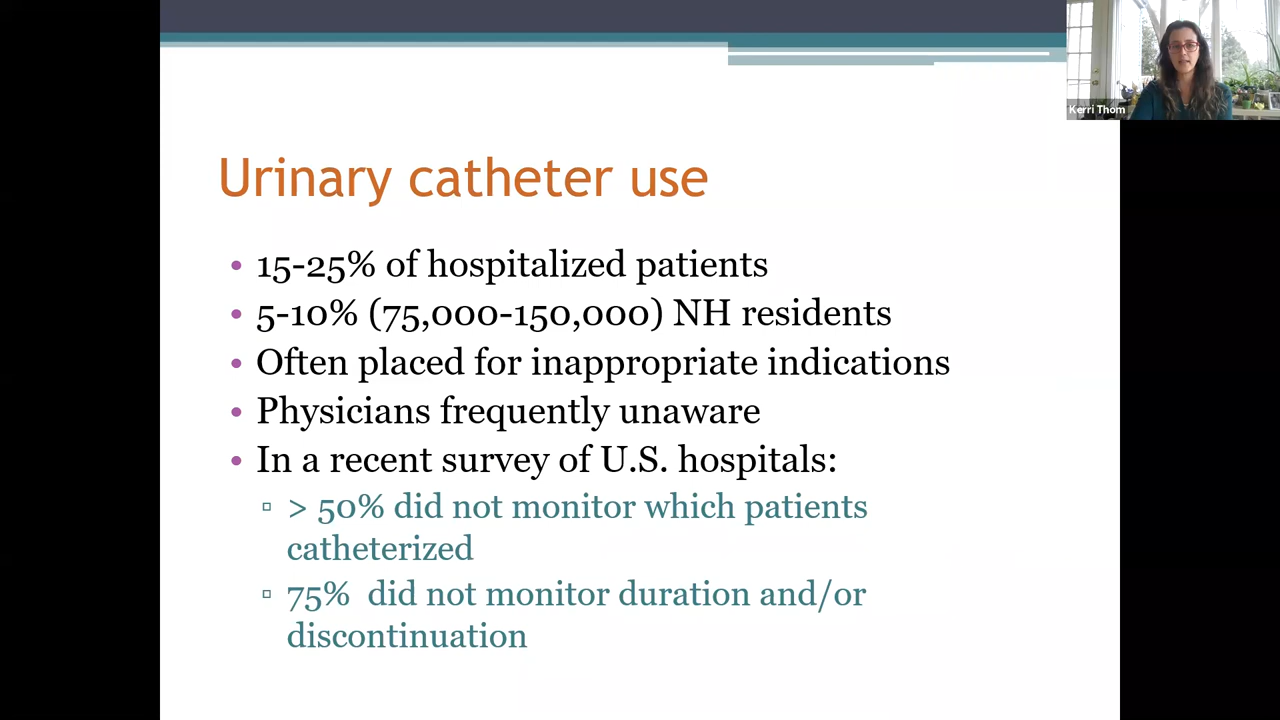 Kerri Thom
Urinary catheter use
• 15-25% of hospitalized patients
• 5-10% (75,000-150,000) NH residents
• Often placed for inappropriate indications
• Physicians frequently unaware
• In a recent survey of U.S. hospitals:
▫ > 50% did not monitor which patients
catheterized
▫ 75%  did not monitor duration and/or
discontinuation